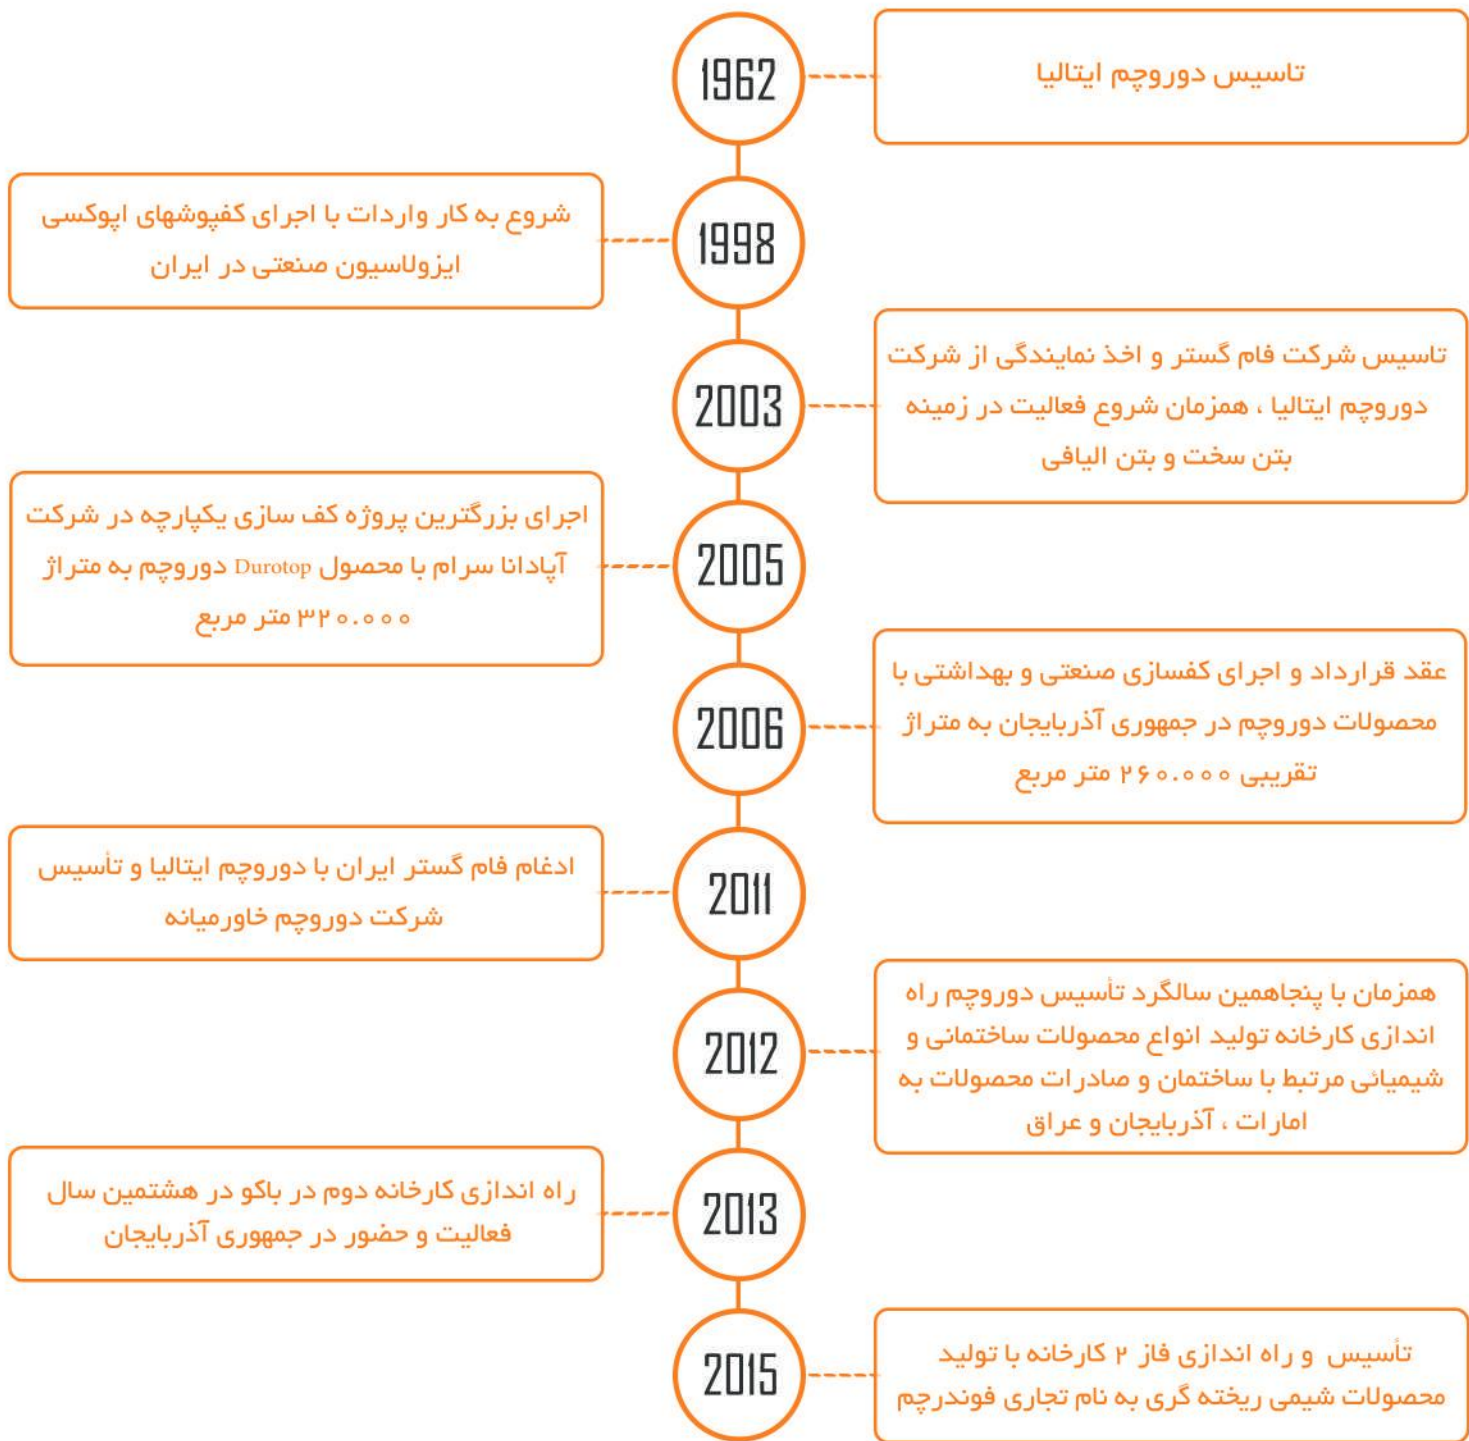 1962
تاسیس دوروچم ایتالیا
1998
شروع به کار واردات با اجرای کفپوشهای اپوکسی
ایزولاسیون صنعتی در ایران
2003
تاسیس شرکت فام گستر و اخذ نمایندگی از شرکت
دوروچم ایتالیا ، همزمان شروع فعالیت در زمینه
بتن سخت و بتن الیافی
2005
اجرای بزرگترین پروژه کف سازی یکپارچه در شرکت
آپادانا سرام با محصول Durotop دوروچم به متراژ
۳۲۰.۰۰۰ متر مربع
2006
عقد قرارداد و اجرای کفسازی صنعتی و بهداشتی با
محصولات دوروچم در جمهوری آذربایجان به متراژ
تقریبی ۲۶۰.۰۰۰ متر مربع
2011
ادغام فام گستر ایران با دوروچم ایتالیا و تأسیس
شرکت دوروچم خاورمیانه
2012
همزمان با پنجاهمین سالگرد تأسیس دوروچم راه
اندازی کارخانه تولید انواع محصولات ساختمانی و
شیمیائی مرتبط با ساختمان و صادرات محصولات به
امارات ، آذربایجان و عراق
2013
راه اندازی کارخانه دوم در باکو در هشتمین سال
فعالیت و حضور در جمهوری آذربایجان
2015
تأسیس و راه اندازی فاز ۲ کارخانه با تولید
محصولات شیمی ریخته گری به نام تجاری فوندرچم